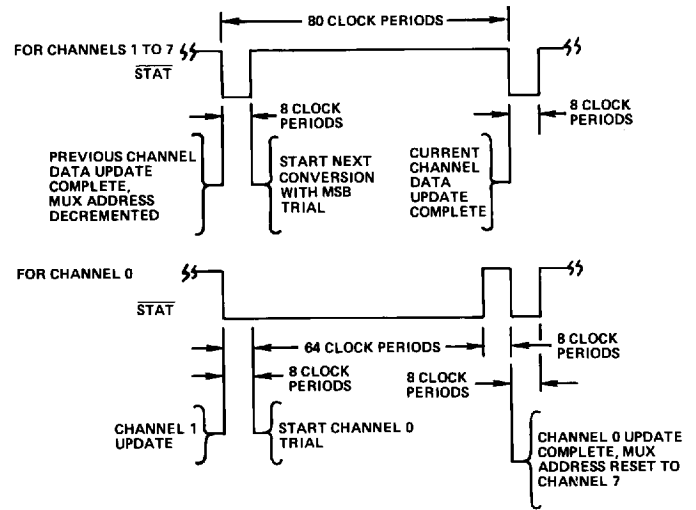 80 CLOCK PERIODS
FOR CHANNELS 1 TO 7
STAT
8 CLOCK
PERIODS
8 CLOCK
PERIODS
PREVIOUS CHANNEL
DATA UPDATE
COMPLETE,
MUX ADDRESS
DECREMENTED
START NEXT
CONVERSION
WITH MSB
TRIAL
CURRENT
CHANNEL
DATA
UPDATE
COMPLETE
FOR CHANNEL 0
STAT
64 CLOCK PERIODS
8 CLOCK
PERIODS
8 CLOCK
PERIODS
8 CLOCK
PERIODS
CHANNEL 1
UPDATE
START CHANNEL 0
TRIAL
CHANNEL 0 UPDATE
COMPLETE, MUX
ADDRESS RESET TO
CHANNEL 7